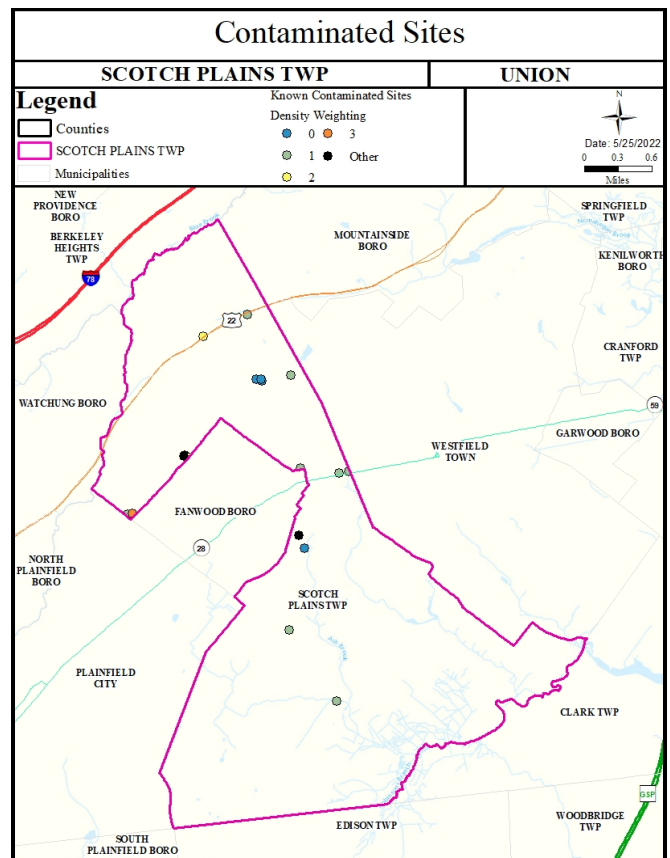 Contaminated Sites
SCOTCH PLAINS TWP
UNION
Legend
Counties
SCOTCH PLAINS TWP
Municipalities
Known Contaminated Sites
Density Weighting
0
3
1
Other
2
N
Date: 5/25/2022
0 0.3 0.6
Miles
NEW
PROVIDENCE
BORO
BERKELEY
HEIGHTS
TWP
78
MOUNTAINSIDE
BORO
SPRINGFIELD
TWP
KENILWORTH
BORO
22
CRANFORD
TWP
WATCHUNG BORO
59
GARWOOD BORO
WESTFIELD
TOWN
FANWOOD BORO
28
NORTH
PLAINFIELD
BORO
SCOTCH
PLAINS TWP
Ash Brook
PLAINFIELD
CITY
CLARK TWP
GSP
WOODBRIDGE
TWP
EDISON TWP
SOUTH
PLAINFIELD BORO